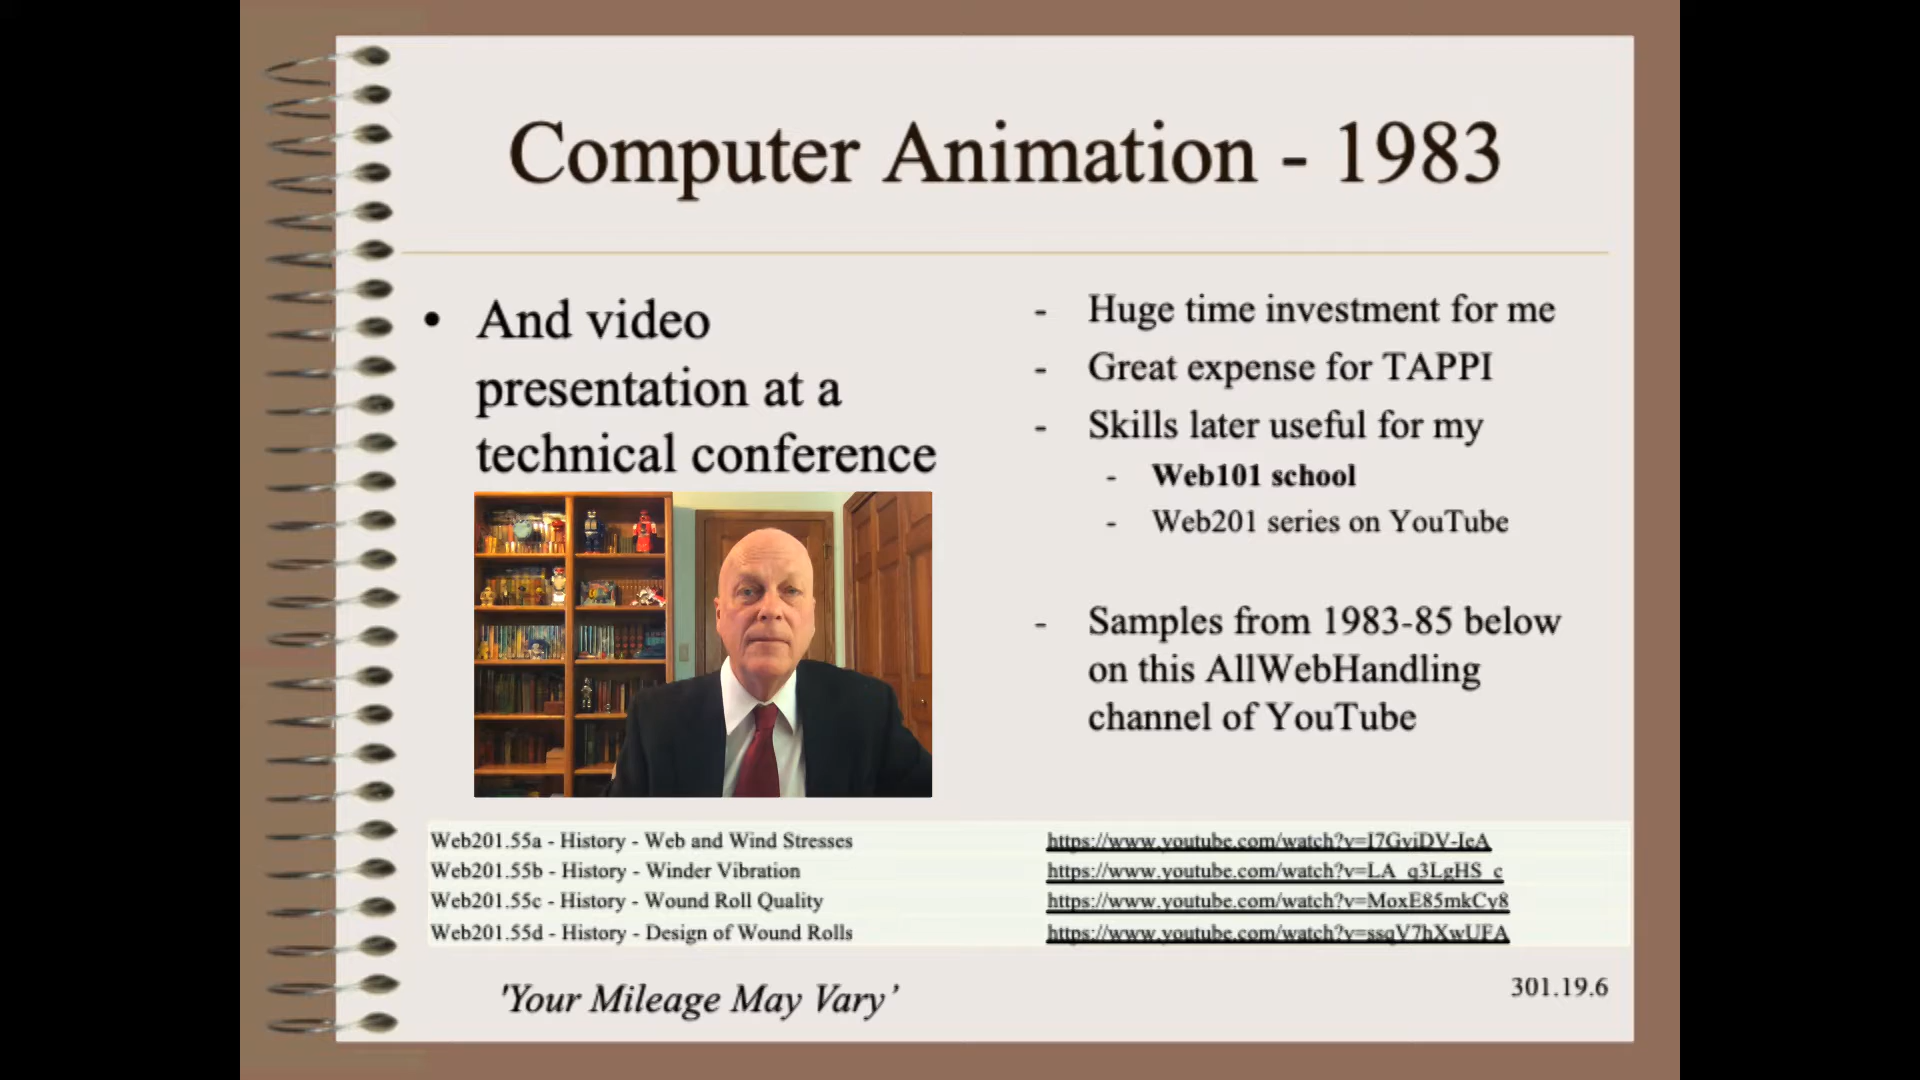 Computer Animation - 1983
• And video
presentation at a
technical conference
- Huge time investment for me
- Great expense for TAPPI
- Skills later useful for my
- Web101 school
- Web201 series on YouTube
- Samples from 1983-85 below
on this AllWebHandling
channel of YouTube
Web201.55a - History - Web and Wind Stresses https://www.youtube.com/watch?v=I7GyiDV-IeA
Web201.55b - History - Winder Vibration https://www.youtube.com/watch?v=LA_q3LgHS_c
Web201.55c - History - Wound Roll Quality https://www.youtube.com/watch?v=MoxE85mkCy8
Web201.55d - History - Design of Wound Rolls https://www.youtube.com/watch?v=ssqV7hXwUFA
'Your Mileage May Vary’
301.19.6